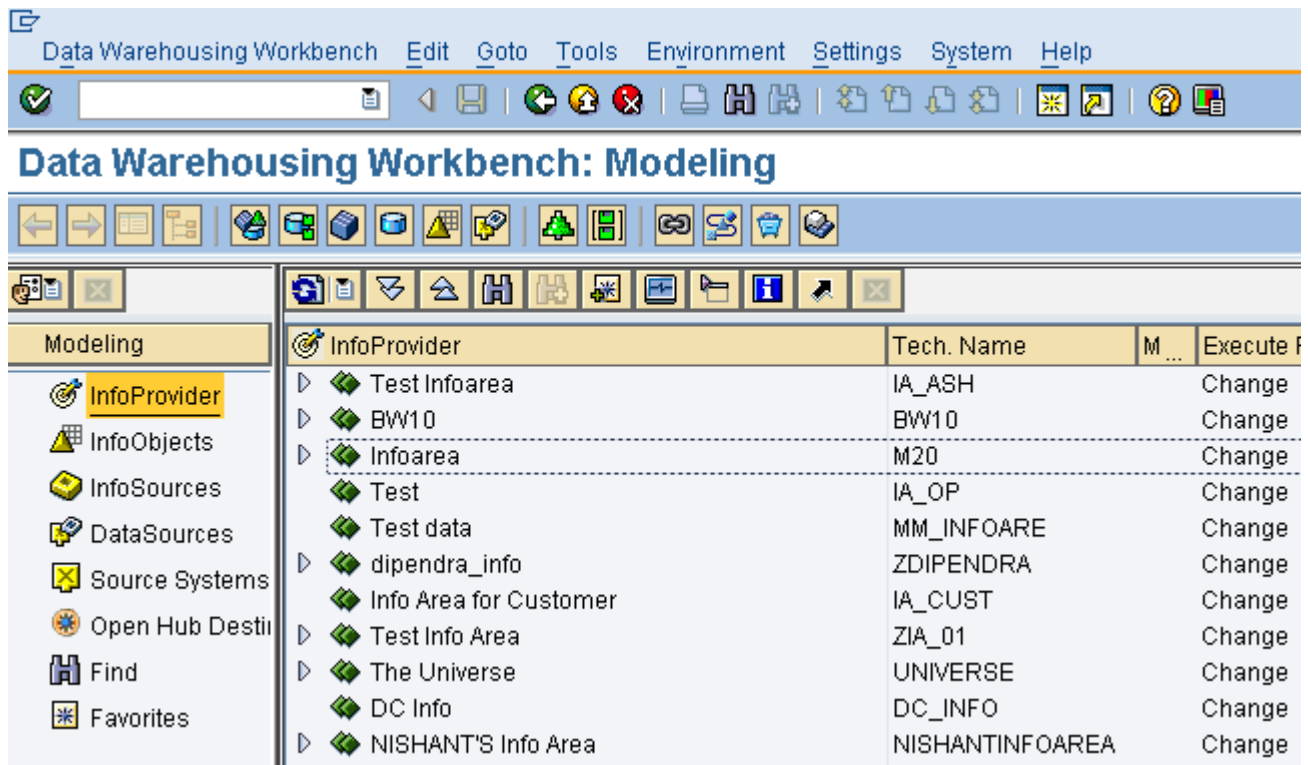 Data Warehousing Workbench Edit Goto Tools Environment Settings System Help
Data Warehousing Workbench: Modeling
Modeling
InfoProvider
InfoObjects
InfoSources
DataSources
Source Systems
Open Hub Destin
Find
Favorites
InfoProvider Tech. Name M ... Execute
Test Infoarea IA_ASH Change
BW10 BW10 Change
Infoarea M20 Change
Test IA_OP Change
Test data MM_INFOARE Change
dipendra_info ZDIPENDRA Change
Info Area for Customer IA_CUST Change
Test Info Area ZIA_01 Change
The Universe UNIVERSE Change
DC Info DC_INFO Change
NISHANT'S Info Area NISHANTINFOAREA Change